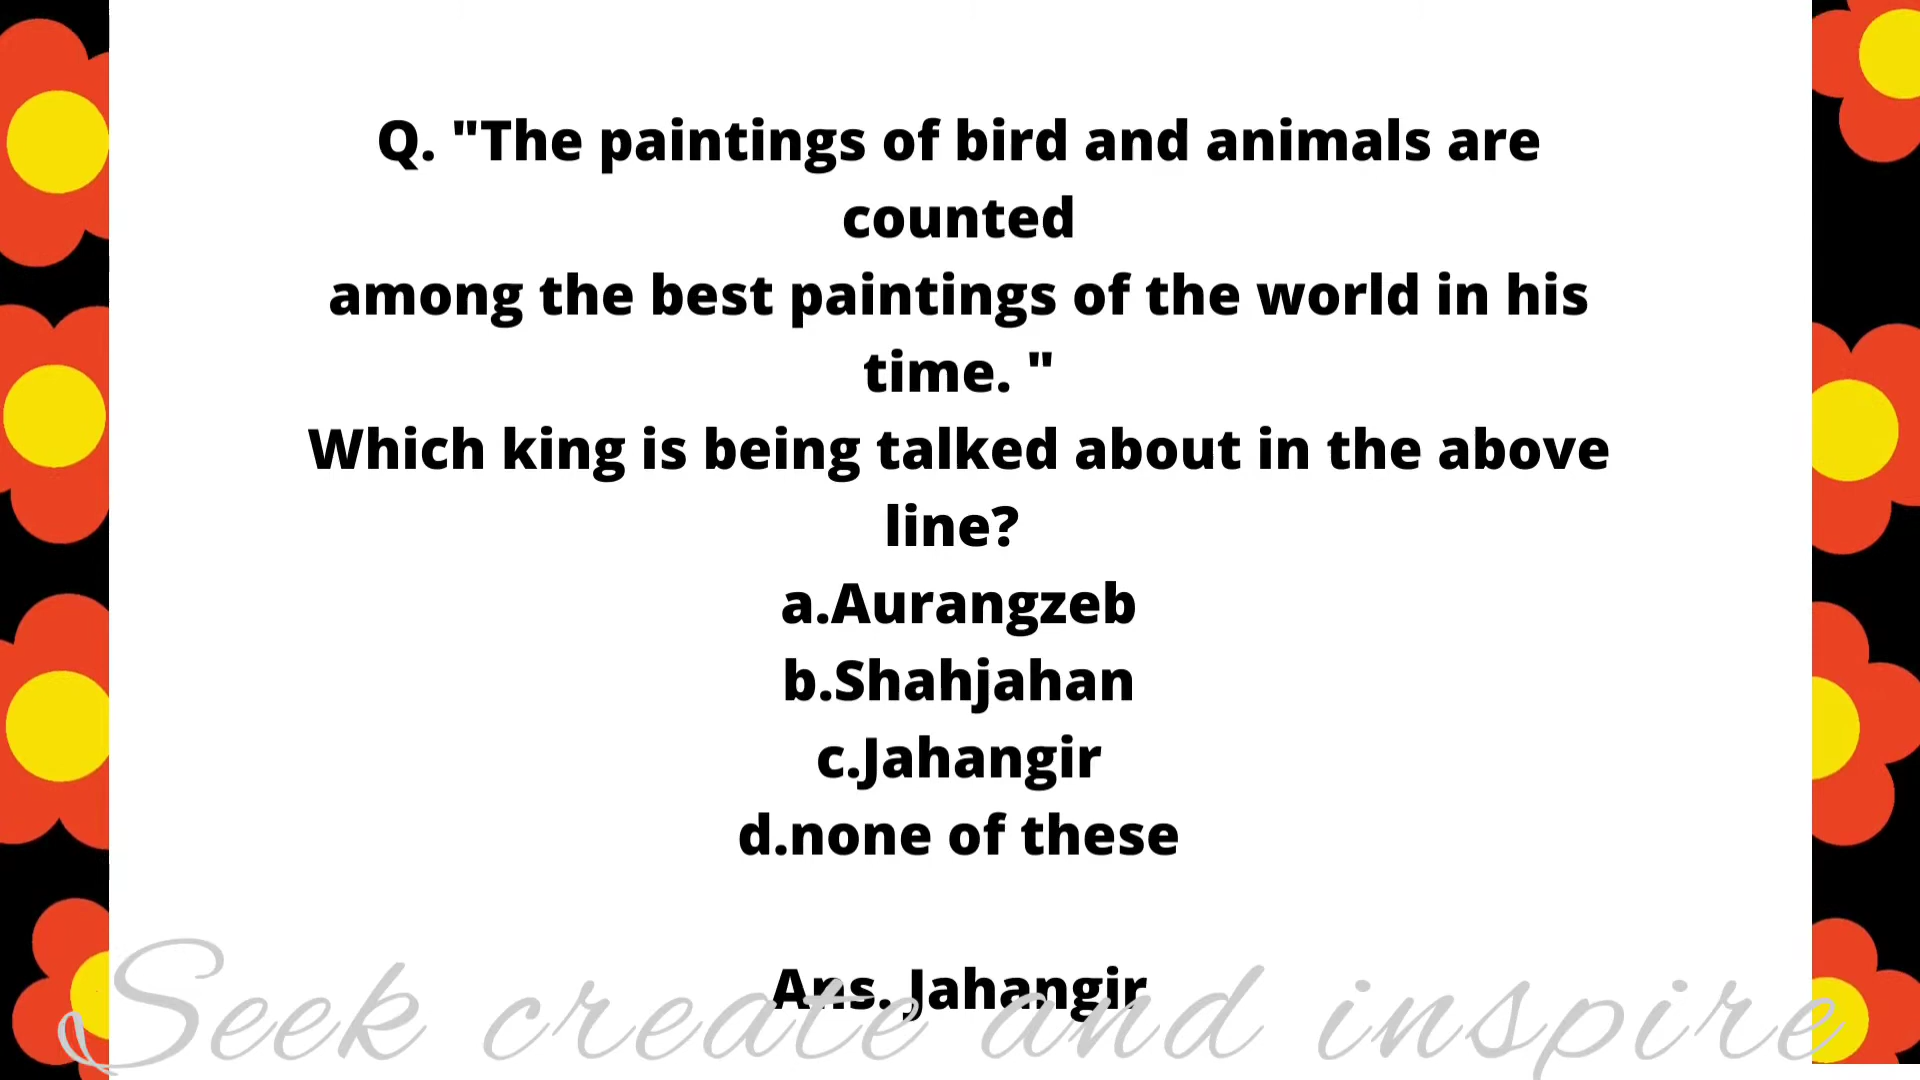 Q. "The paintings of bird and animals are
counted
among the best paintings of the world in his
time. "
Which king is being talked about in the above
line?
a.Aurangzeb
b.Shahjahan
c.Jahangir
d.none of these
Ans. Jahangir
Seek create and inspire